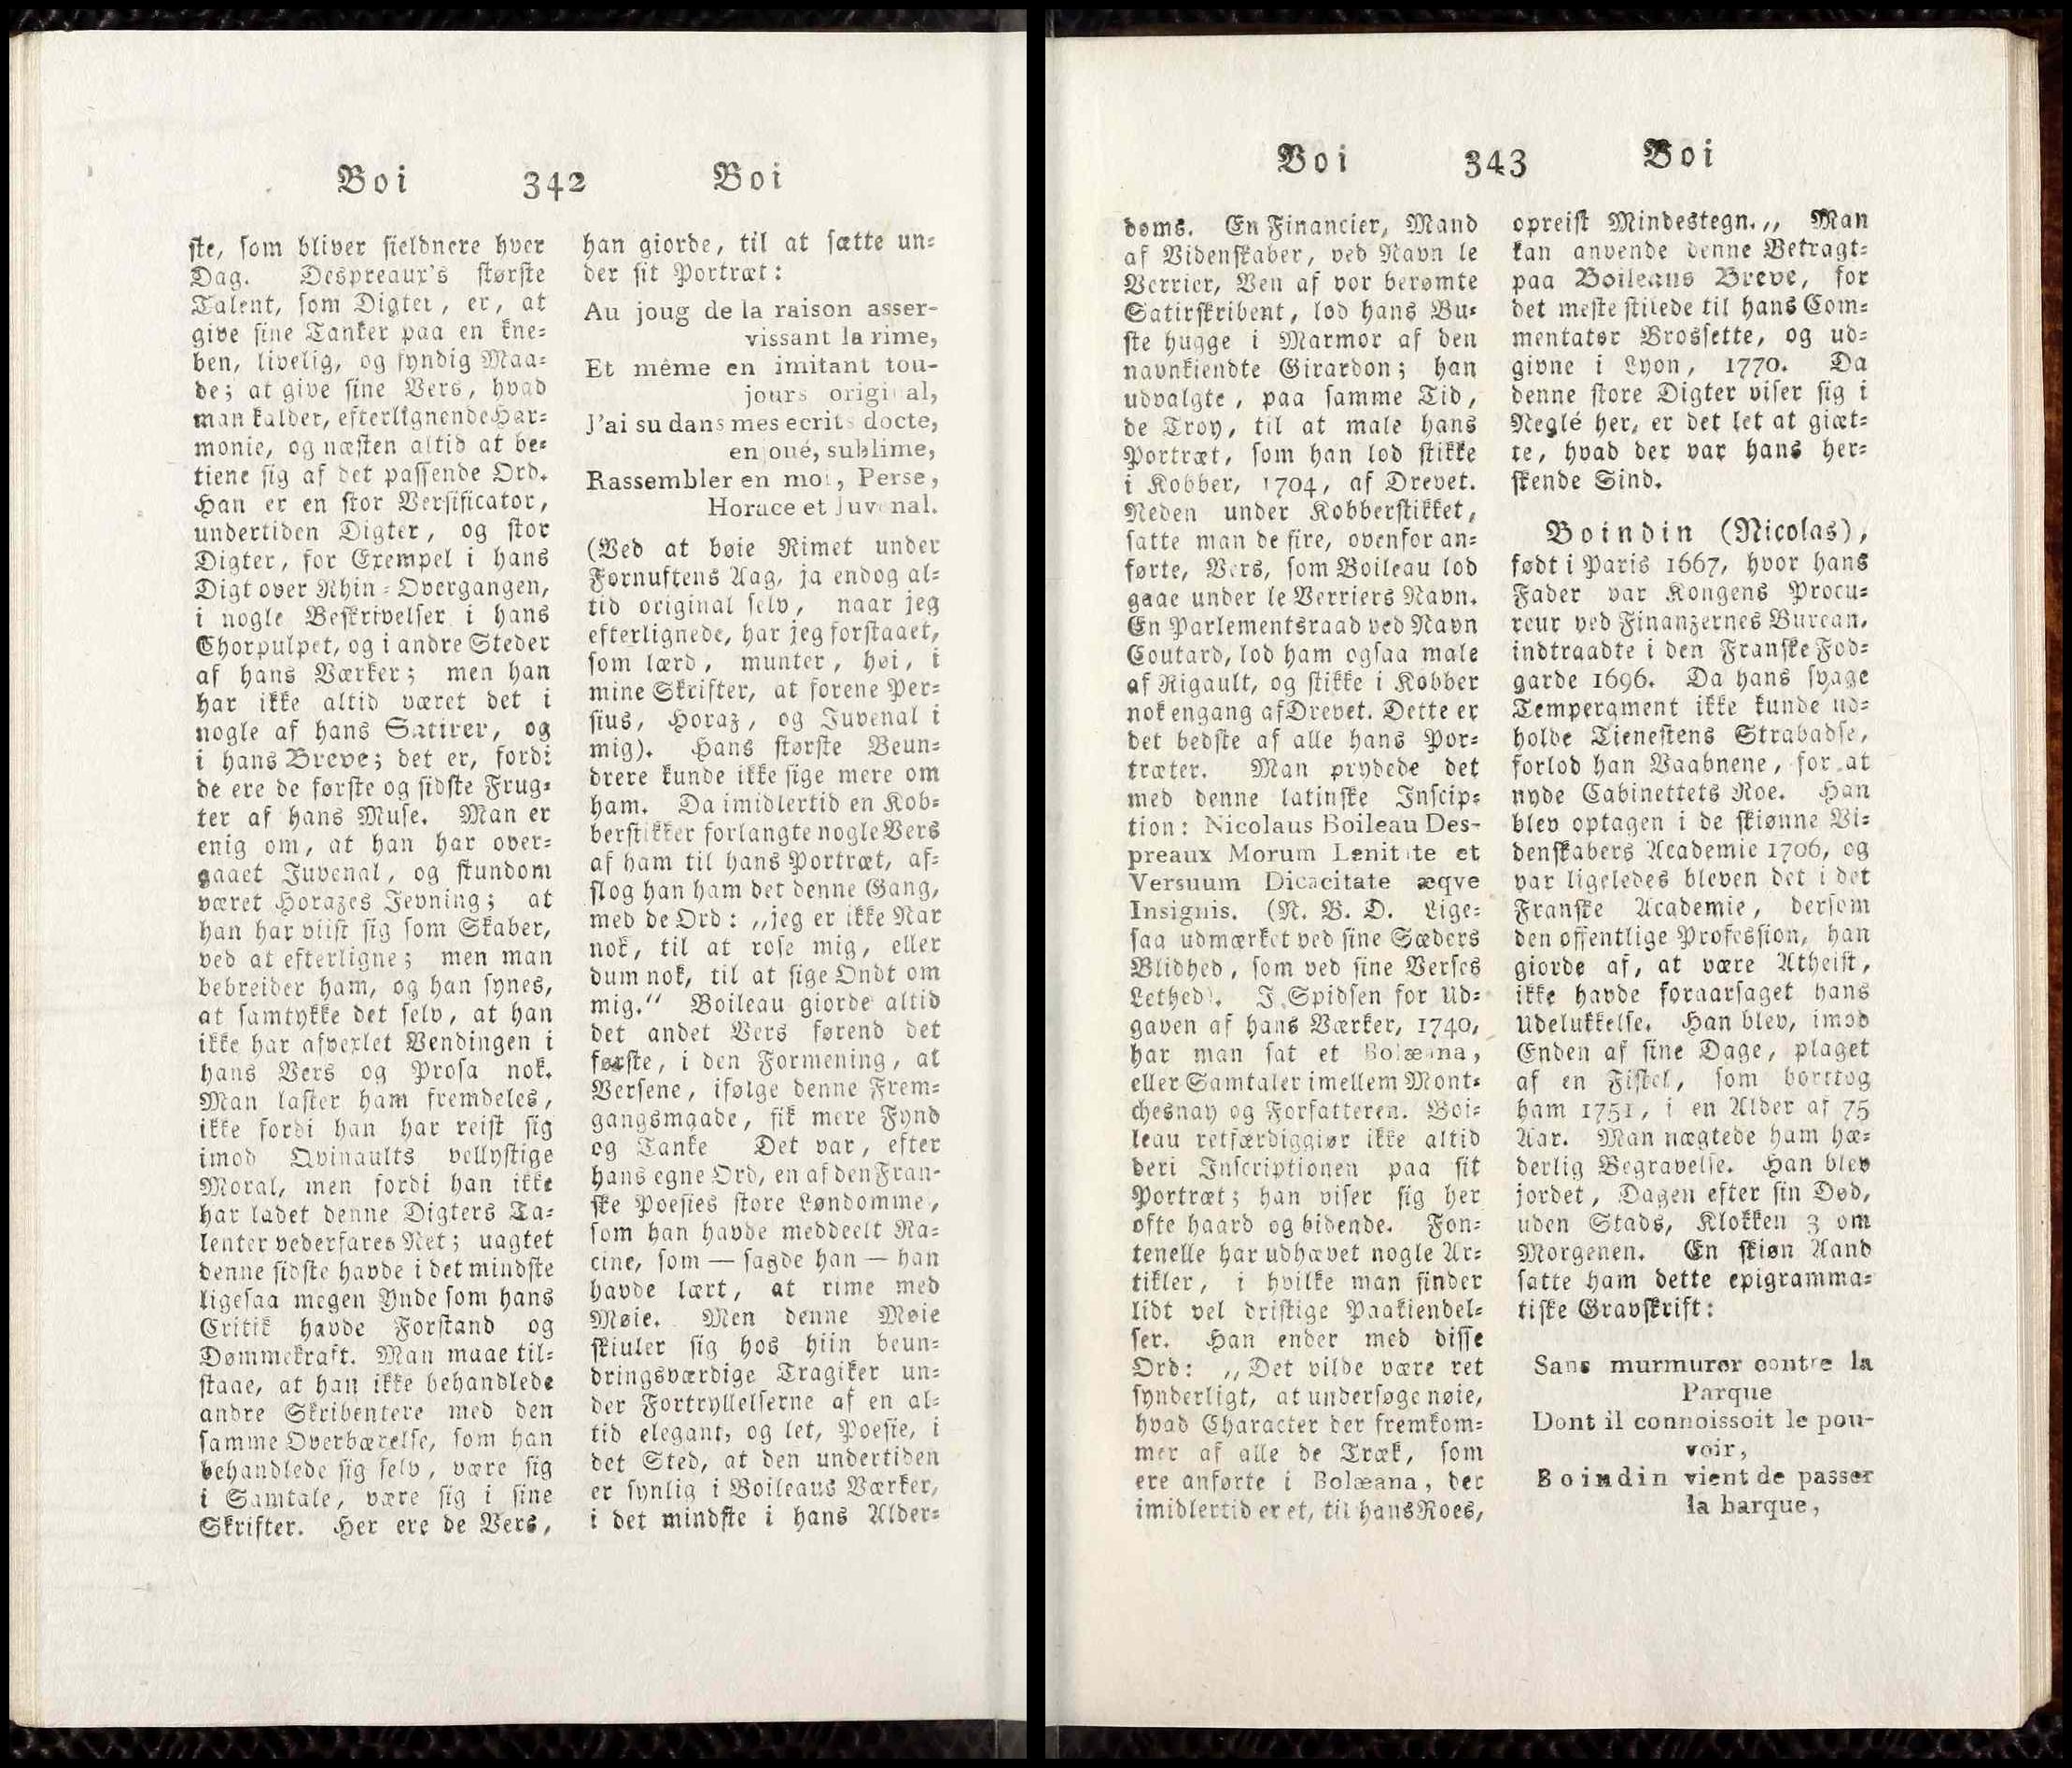 Boi 342 Boi
ste, som bliver sieldnere hver
Dag. Despreaux's største
Talent, som Digter, er, at
give sine Tanker paa en kne=
ben, livelig, og fyndig Maa=
de; at give sine Vers, hvad
man kalder, efterlignende Har=
monie, og næsten altid at be=
tiene sig af det passende Ord.
Han er en stor Versificator,
undertiden Digter, og stor
Digter, for Exempel i hans
Digt over Rhin=Overgangen,
i nogle Beskrivelser i hans
Chorpulpet, og i andre Steder
af hans Værker; men han
har ikke altid været det i
nogle af hans Satirer, og
i hans Breve; det er, fordi
de ere de første og sidste Frug=
ter af hans Muse. Man er
enig om, at han har over=
gaaet Juvenal, og stundom
været Horazes Jevning; at
han har viist sig som Skaber,
ved at efterligne; men man
bebreider ham, og han synes,
at samtykke det selv, at han
ikke har afvexlet Vendingen i
hans Vers og Prosa nok.
Man laster ham fremdeles,
ikke fordi han har reist sig
imod Qvinaults vellystige
Moral, men fordi han ikke
har ladet denne Digters Ta=
lenter vederfares Ret; uagtet
denne sidste havde i det mindste
ligesaa megen Ynde som hans
Critik havde Forstand og
Dømmekraft. Man maae til=
staae, at han ikke behandlede
andre Skribentere med den
samme Overbærelse, som han
behandlede sig selv, være sig
i Samtale, være sig i sine
Skrifter. Her ere de Vers,
han giorde, til at sætte un=
der sit Portræt:
Au joug de la raison asser-
vissant la rime,
Et même en imitant tou-
jours original,
J'ai su dans mes ecrits docte,
enjoué, sublime,
Rassembler en moi, Perse,
Horace et Juvenal.
(Ved at bøie Rimet under
Fornuftens Aag, ja endog al=
tid original selv, naar jeg
efterlignede, har jeg forstaaet,
som lærd, munter, høi, i
mine Skrifter, at forene Per=
sius, Horaz, og Juvenal i
mig). Hans største Beun=
drere kunde ikke sige mere om
ham. Da imidlertid en Kob=
berstikker forlangte nogle Vers
af ham til hans Portræt, af=
slog han ham det denne Gang,
med de Ord: „jeg er ikke Nar
nok, til at rose mig, eller
dum nok, til at sige Ondt om
mig.“ Boileau giorde altid
det andet Vers førend det
første, i den Formening, at
Versene, ifølge denne Frem=
gangsmaade, fik mere Fynd
og Tanke Det var, efter
hans egne Ord, en af den Fran=
ske Poesies store Løndomme,
som han havde meddeelt Ra=
cine, som — sagde han — han
havde lært, at rime med
Møie. Men denne Møie
skiuler sig hos hiin beun=
dringsværdige Tragiker un=
der Fortryllelserne af en al=
tid elegant, og let, Poesie, i
det Sted, at den undertiden
er synlig i Boileaus Værker,
i det mindste i hans Alder=
Boi 343 Boi
doms. En Financier, Mand
af Videnskaber, ved Navn le
Verrier, Ven af vor berømte
Satirskribent, lod hans Bu=
ste hugge i Marmor af den
navnkiendte Girardon; han
udvalgte, paa samme Tid,
de Troy, til at male hans
Portræt, som han lod stikke
i Kobber, 1704, af Drevet.
Neden under Kobberstikket,
satte man de fire, ovenfor an=
førte, Vers, som Boileau lod
gaae under le Verriers Navn.
En Parlementsraad ved Navn
Coutard, lod ham ogsaa male
af Rigault, og stikke i Kobber
nok engang af Drevet. Dette er
det bedste af alle hans Por=
træter. Man prydede det
med denne latinske Inscip=
tion: Nicolaus Boileau Des-
preaux Morum Lenitate et
Versuum Dicacitate æqve
Insignis. (N. B. D. Lige=
saa udmærket ved sine Sæders
Blidhed, som ved sine Verses
Lethed). I Spidsen for Ud=
gaven af hans Værker, 1740,
har man sat et Bolæana,
eller Samtaler imellem Mont=
chesnay og Forfatteren. Boi=
leau retfærdiggiør ikke altid
deri Inscriptionen paa sit
Portræt; han viser sig her
ofte haard og bidende. Fon=
tenelle har udhævet nogle Ar=
tikler, i hvilke man finder
lidt vel dristige Paakiendel=
ser. Han ender med disse
Ord: „Det vilde være ret
synderligt, at undersøge nøie,
hvad Character der fremkom=
mer af alle de Træk, som
ere anførte i Bolæana, der
imidlertid er et, til hans Roes,
opreist Mindestegn.„ Man
kan anvende denne Betragt=
paa Boileaus Breve, for
det meste stilede til hans Com=
mentator Brossette, og ud=
givne i Lyon, 1770. Da
denne store Digter viser sig i
Neglé her, er det let at giæt=
te, hvad der var hans her=
skende Sind.
Boindin (Nicolas),
født i Paris 1667, hvor hans
Fader var Kongens Procu=
reur ved Finanzernes Bureau.
indtraadte i den Franske Fod=
garde 1696. Da hans svage
Temperament ikke kunde ud=
holde Tienestens Strabadse,
forlod han Vaabnene, for at
nyde Cabinettets Roe. Han
blev optagen i de skiønne Vi=
denskabers Academie 1706, og
var ligeledes bleven det i det
Franske Academie, dersom
den offentlige Profession, han
giorde af, at være Atheist,
ikke havde foraarsaget hans
Udelukkelse. Han blev, imod
Enden af sine Dage, plaget
af en Fistel, som borttog
ham 1751, i en Alder af 75
Aar. Man nægtede ham hæ=
derlig Begravelse. Han blev
jordet, Dagen efter sin Død,
uden Stads, Klokken 3 om
Morgenen. En skiøn Aand
satte ham dette epigramma=
tiske Gravskrift:
Sans murmurer contre la
Parque
Dont il connoissoit le pou-
voir,
Boindin vient de passer
la barque,